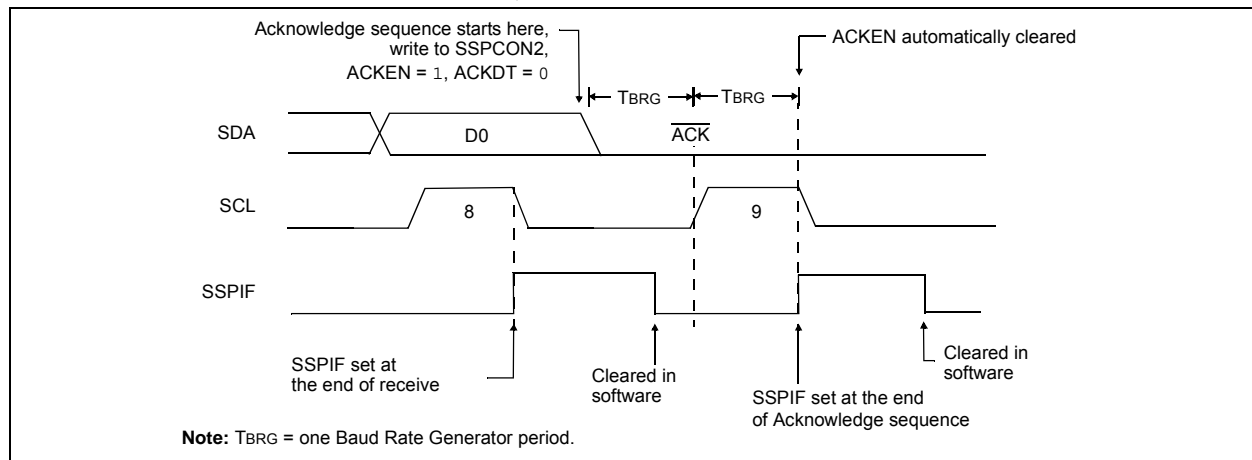 Acknowledge sequence starts here,
write to SSPCON2,
ACKEN = 1, ACKDT = 0
ACKEN automatically cleared
TBRG
TBRG
SDA
D0
ACK
SCL
8
9
SSPIF
SSPIF set at
the end of receive
Cleared in
software
SSPIF set at the end
of Acknowledge sequence
Cleared in
software
Note: TBRG = one Baud Rate Generator period.